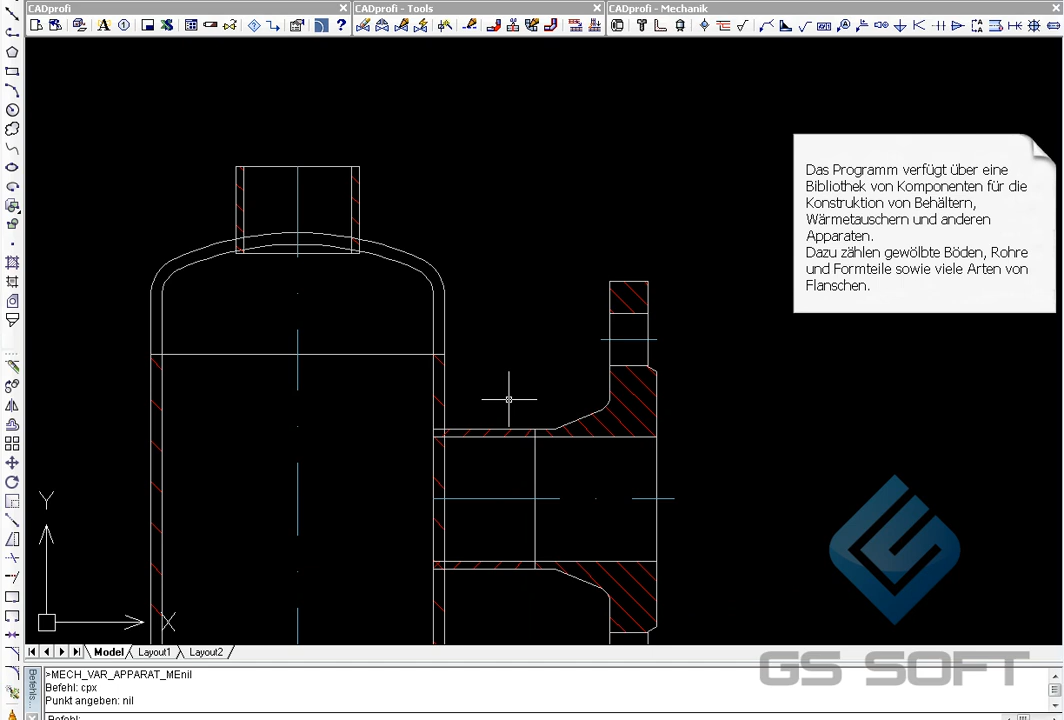 CADprofi
CADprofi - Tools
CADprofi - Mechanik
Das Programm verfügt über eine
Bibliothek von Komponenten für die
Konstruktion von Behältern,
Wärmetauschern und anderen
Apparaten.
Dazu zählen gewölbte Böden, Rohre
und Formteile sowie viele Arten von
Flanschen.
Y
X
Model
Layout1
Layout2
GS SOFT
Befehls...
>MECH_VAR_APPARAT_MEnil
Befehl: cpx
Punkt angeben: nil
Befehl: